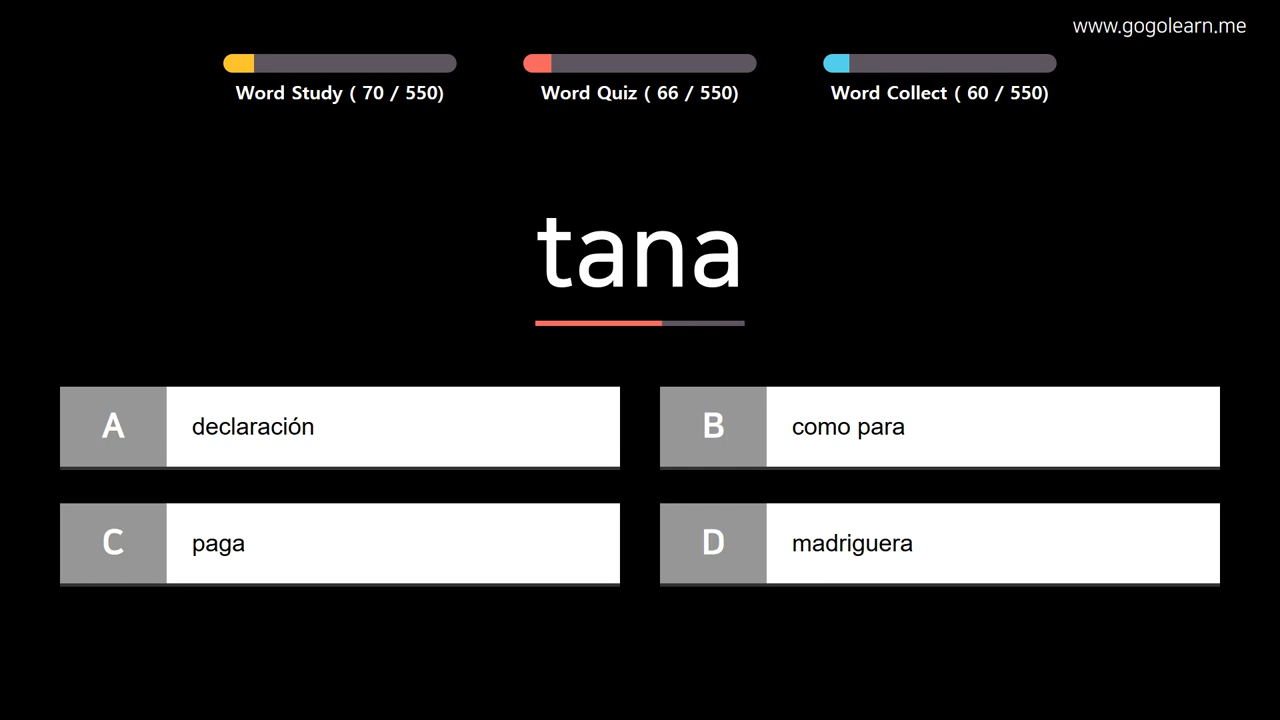 www.gogolearn.me
Word Study ( 70 / 550)
Word Quiz ( 66 / 550)
Word Collect ( 60 / 550)
tana
A declaración
B como para
C paga
D madriguera